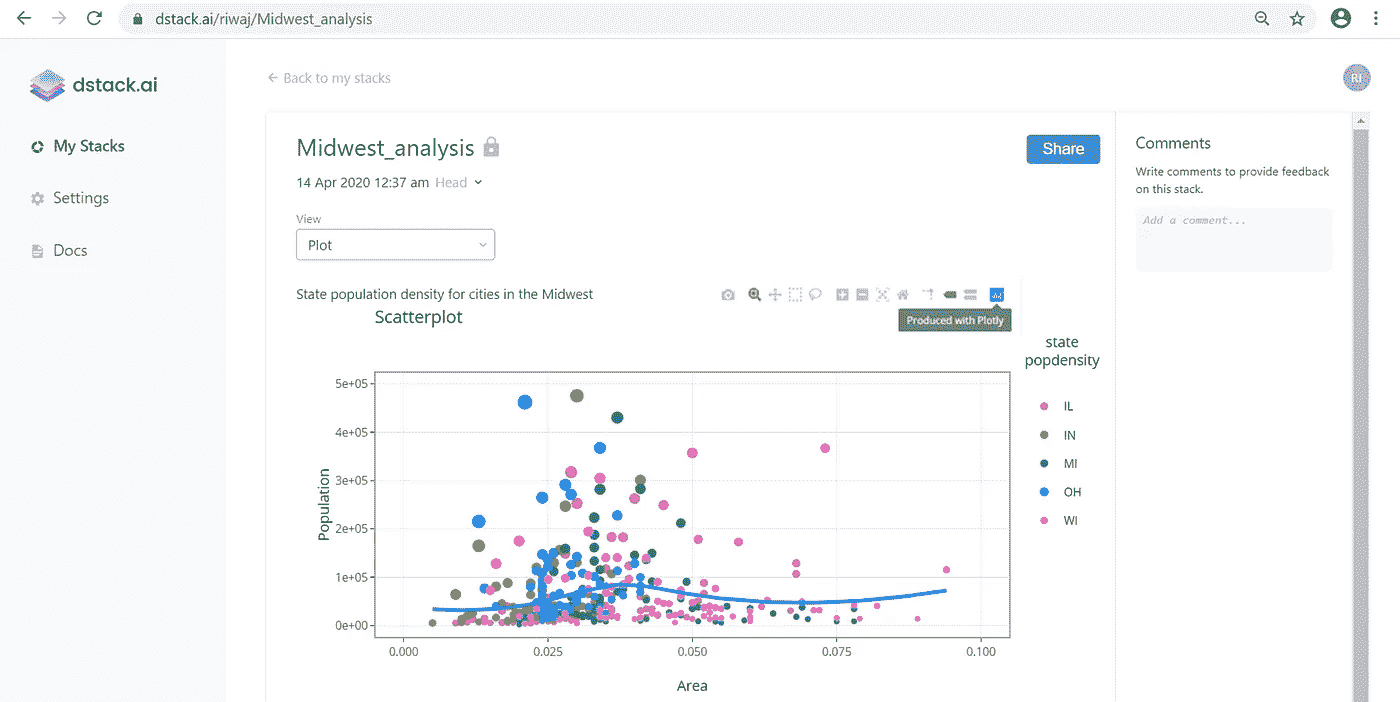 dstack.ai/riwaj/Midwest_analysis
dstack.ai
Back to my stacks
RI
My Stacks
Settings
Docs
Midwest_analysis
Share
14 Apr 2020 12:37 am Head
View
Plot
State population density for cities in the Midwest
Scatterplot
Produced with Plotly
state
popdensity
IL
IN
MI
OH
WI
5e+05
4e+05
3e+05
2e+05
1e+05
0e+00
Population
0.000 0.025 0.050 0.075 0.100
Area
Comments
Write comments to provide feedback
on this stack.
Add a comment...